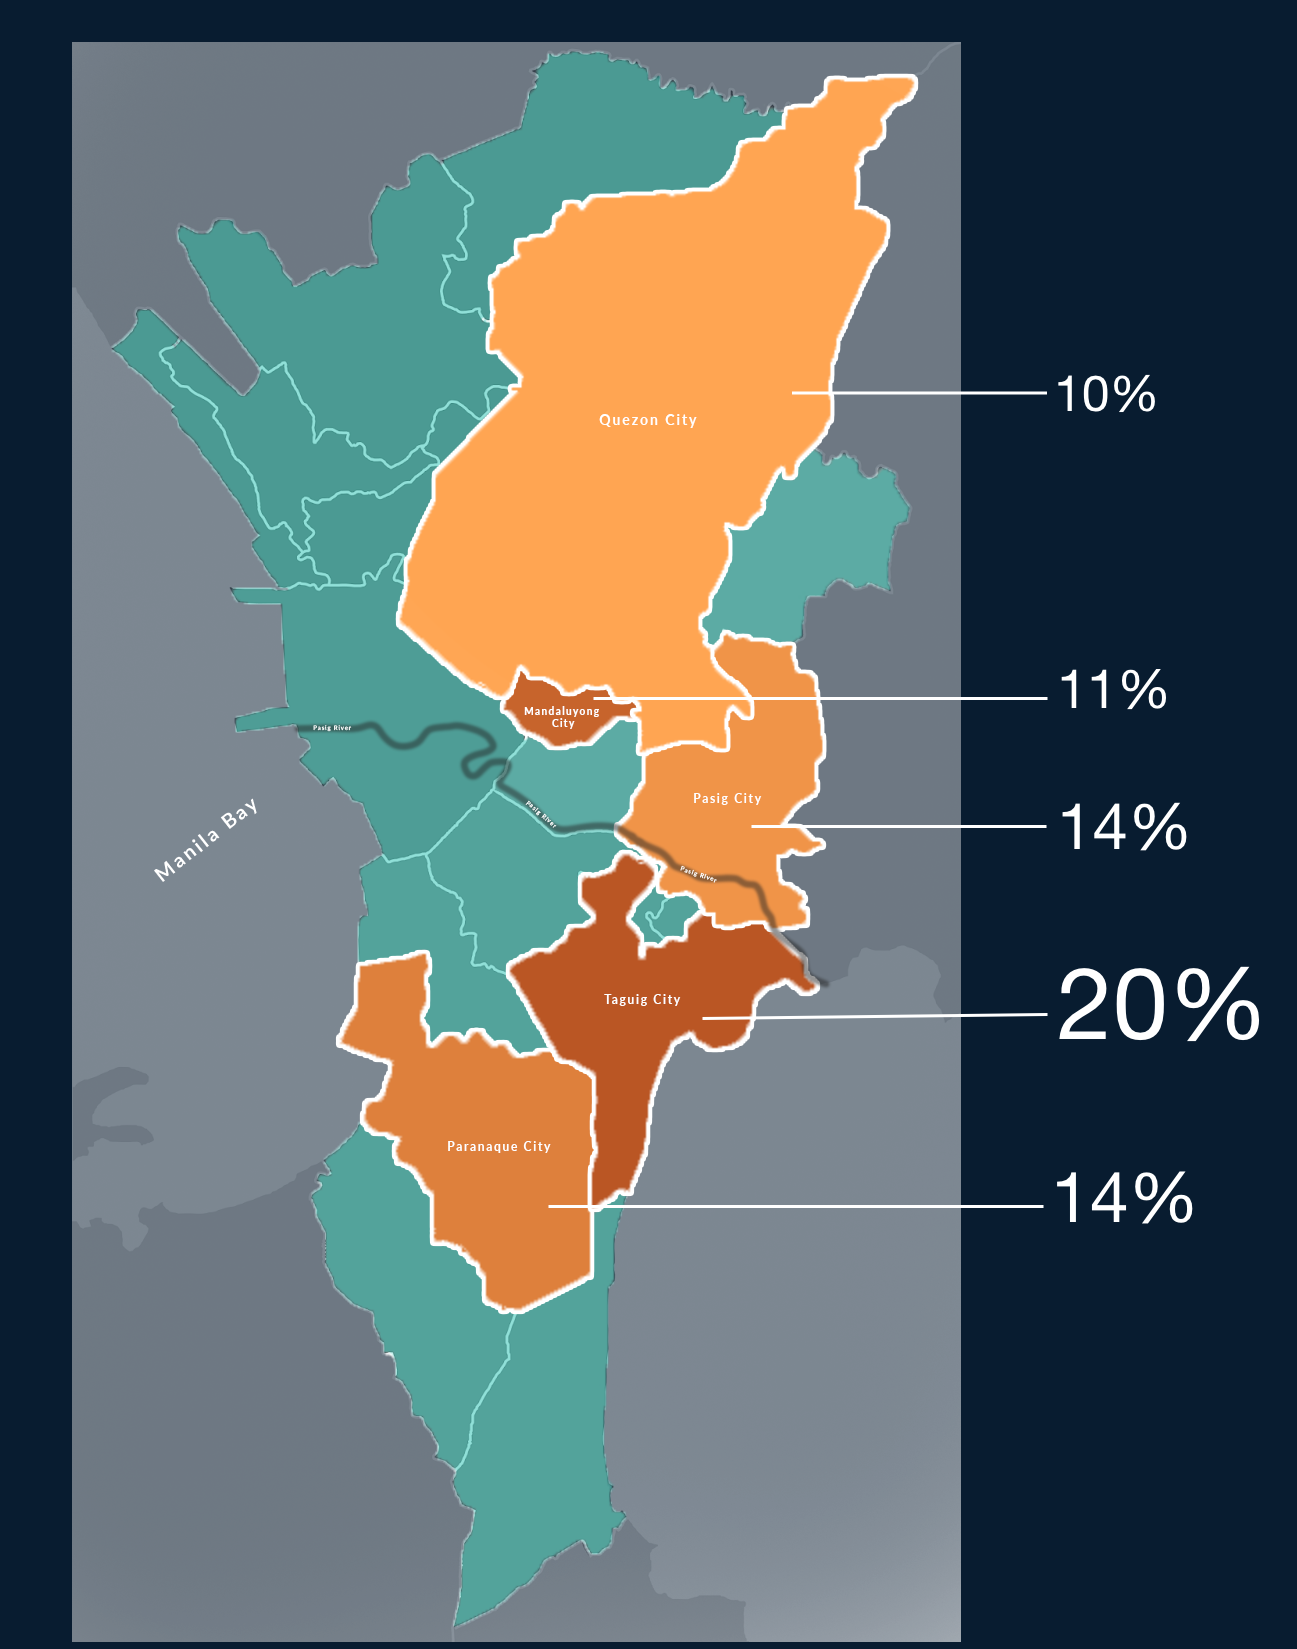 10%
Quezon City
11%
Mandaluyong
City
Pasig River
Manila Bay
Pasig City
Pasig River
14%
Pasig River
20%
Taguig City
Paranaque City
14%